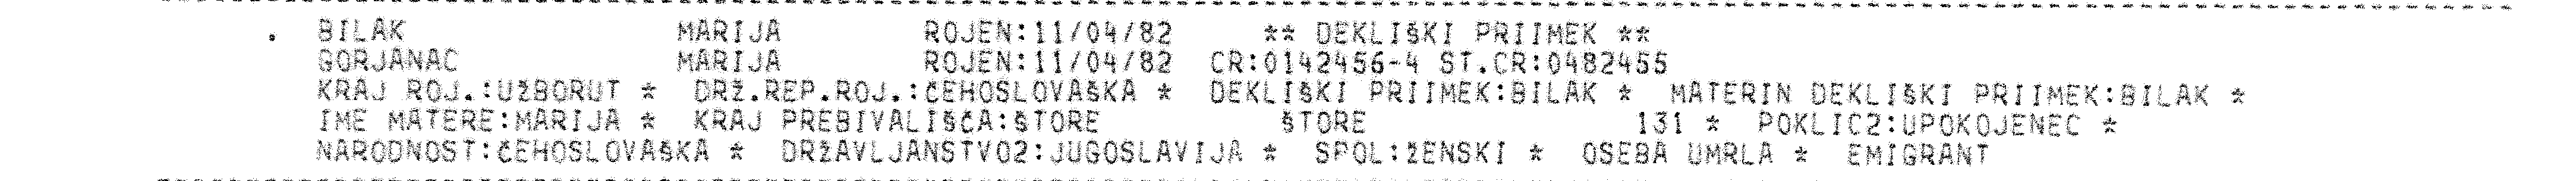 . BILAK MARIJA ROJEN:11/04/82 ** DEKLIŠKI PRIIMEK **
GORJANAC MARIJA ROJEN:11/04/82 CR:0142456-4 ST.CR:0482455
KRAJ ROJ.:UŽBORUT * DRŽ.REP.ROJ.:ČEHOSLOVAŠKA * DEKLIŠKI PRIIMEK:BILAK * MATERIN DEKLIŠKI PRIIMEK:BILAK *
IME MATERE:MARIJA * KRAJ PREBIVALIŠČA:ŠTORE ŠTORE 131 * POKLIC2:UPOKOJENEC *
NARODNOST:ČEHOSLOVAŠKA * DRŽAVLJANSTVO2:JUGOSLAVIJA * SPOL:ŽENSKI * OSEBA UMRLA * EMIGRANT